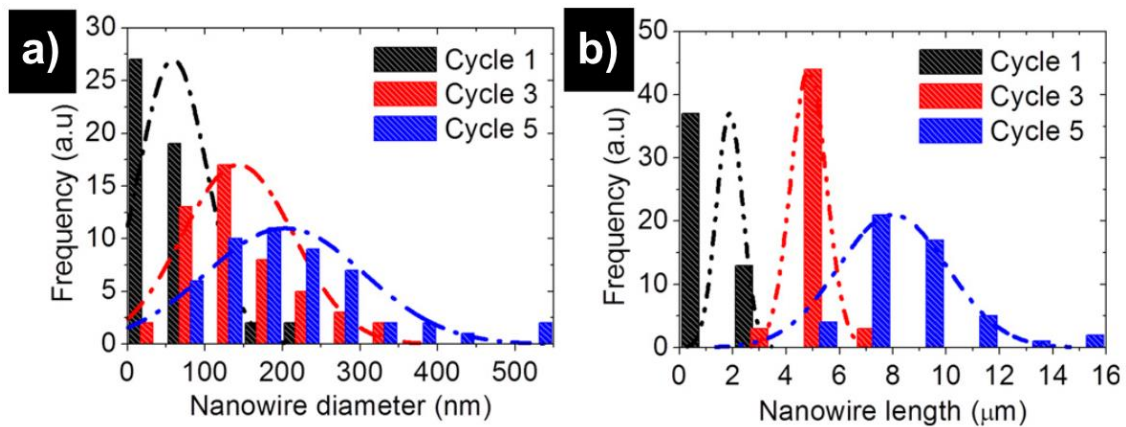 a)
30
25
20
15
10
5
0
Frequency (a.u)
Cycle 1
Cycle 3
Cycle 5
0 100 200 300 400 500
Nanowire diameter (nm)
b)
50
40
30
20
10
0
Frequency (a.u)
Cycle 1
Cycle 3
Cycle 5
0 2 4 6 8 10 12 14 16
Nanowire length (μm)